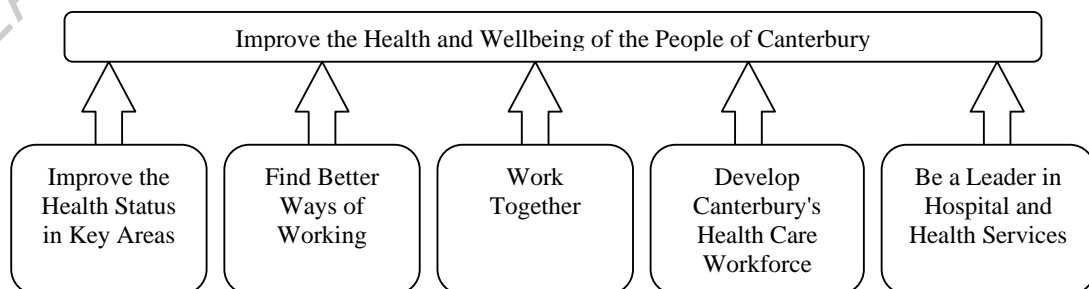 Improve the Health and Wellbeing of the People of Canterbury
Improve the
Health Status
in Key Areas
Find Better
Ways of
Working
Work
Together
Develop
Canterbury's
Health Care
Workforce
Be a Leader in
Hospital and
Health Services